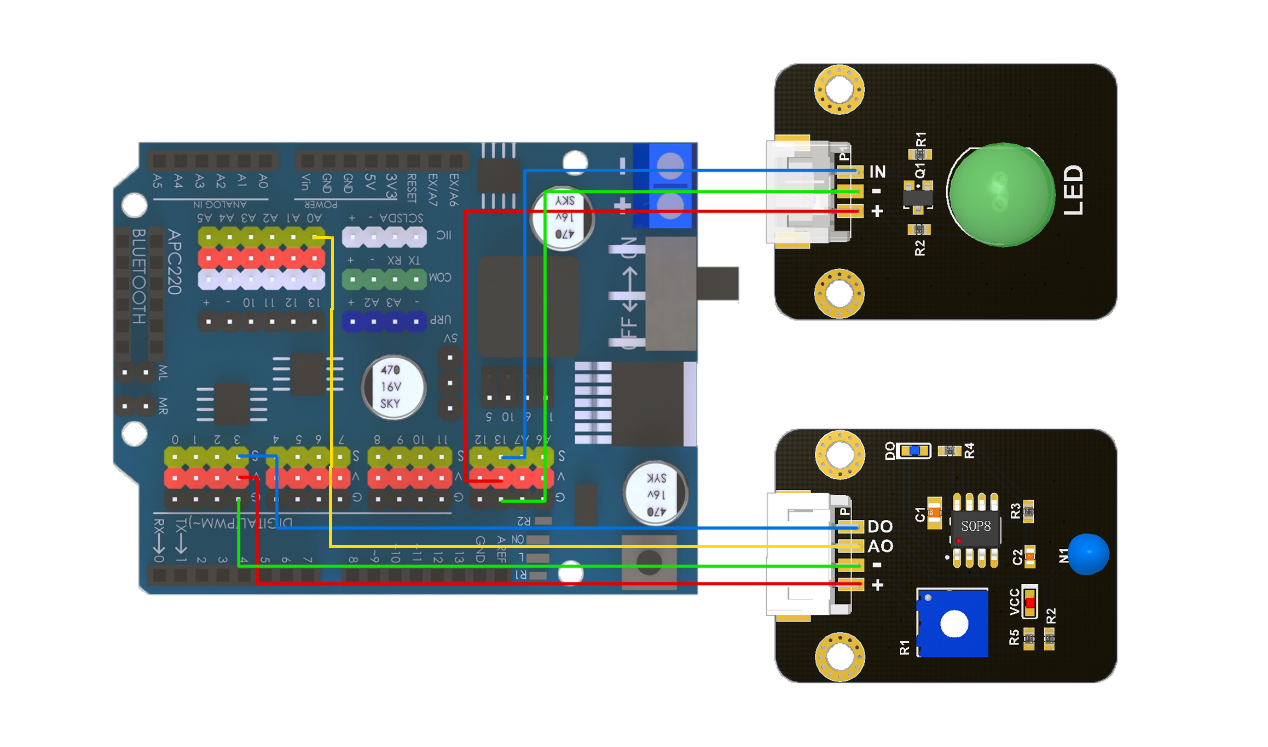 A5 A4 A3 A2 A1 A0
ANALOG IN
Vin GND GND 5V 3V3 RESET EX/A7 EX/A6
POWER
- +
BLUETOOTH
APC220
A5 A4 A3 A2 A1 A0
+ - SCLSDA
IIC
+ - RX TX
COM
+ - 10 11 12 13
+ A2 A3 -
URP
5V
SKY
16v
470
OFF ON
ML
MR
470
16V
SKY
5 10 6
0 1 2 3 4 5 6 7 8 9 10 11 12 13 A7 A6
S S S S
V V V V
G G G G
DIGITAL(PWM~)
RX→0 TX→1 2 3 4 5 6 7 8 ~9 ~10 ~11 12 13 GND AREF
R2
ON
L
R1
SYK
16v
470
P1
IN
-
+
R1
Q1
R2
LED
DO
R4
P
DO
AO
-
+
C1
SOP8
R3
C2
N1
VCC
R1
R5
R2